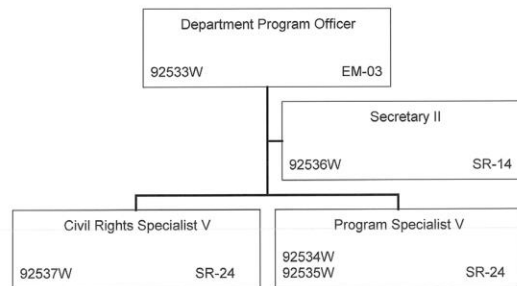 Department Program Officer
92533W EM-03
Secretary II
92536W SR-14
Civil Rights Specialist V
92537W SR-24
Program Specialist V
92534W
92535W SR-24